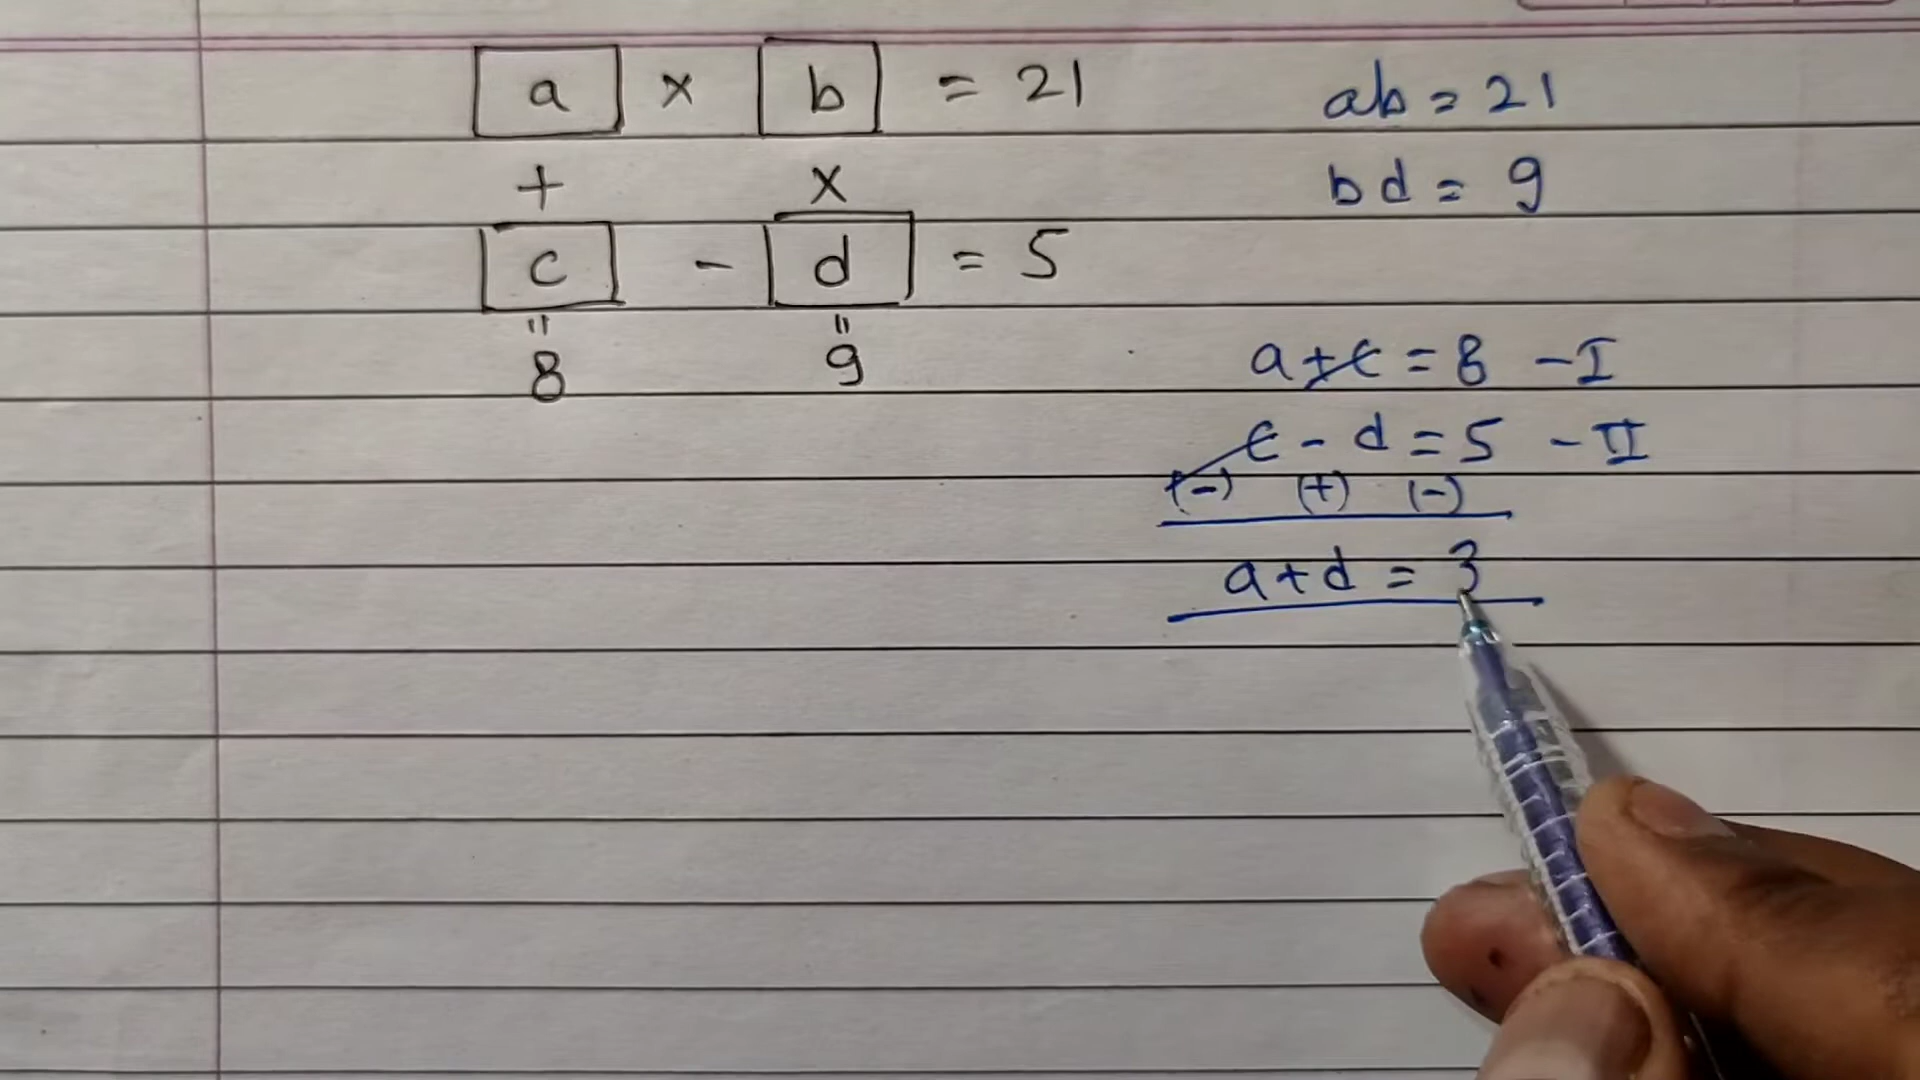 a × b = 21
+ ×
c - d = 5
" "
8 9
ab = 21
bd = 9
a+c = 8 - I
c - d = 5 - II
(-) (+) (-)
a+d = 3